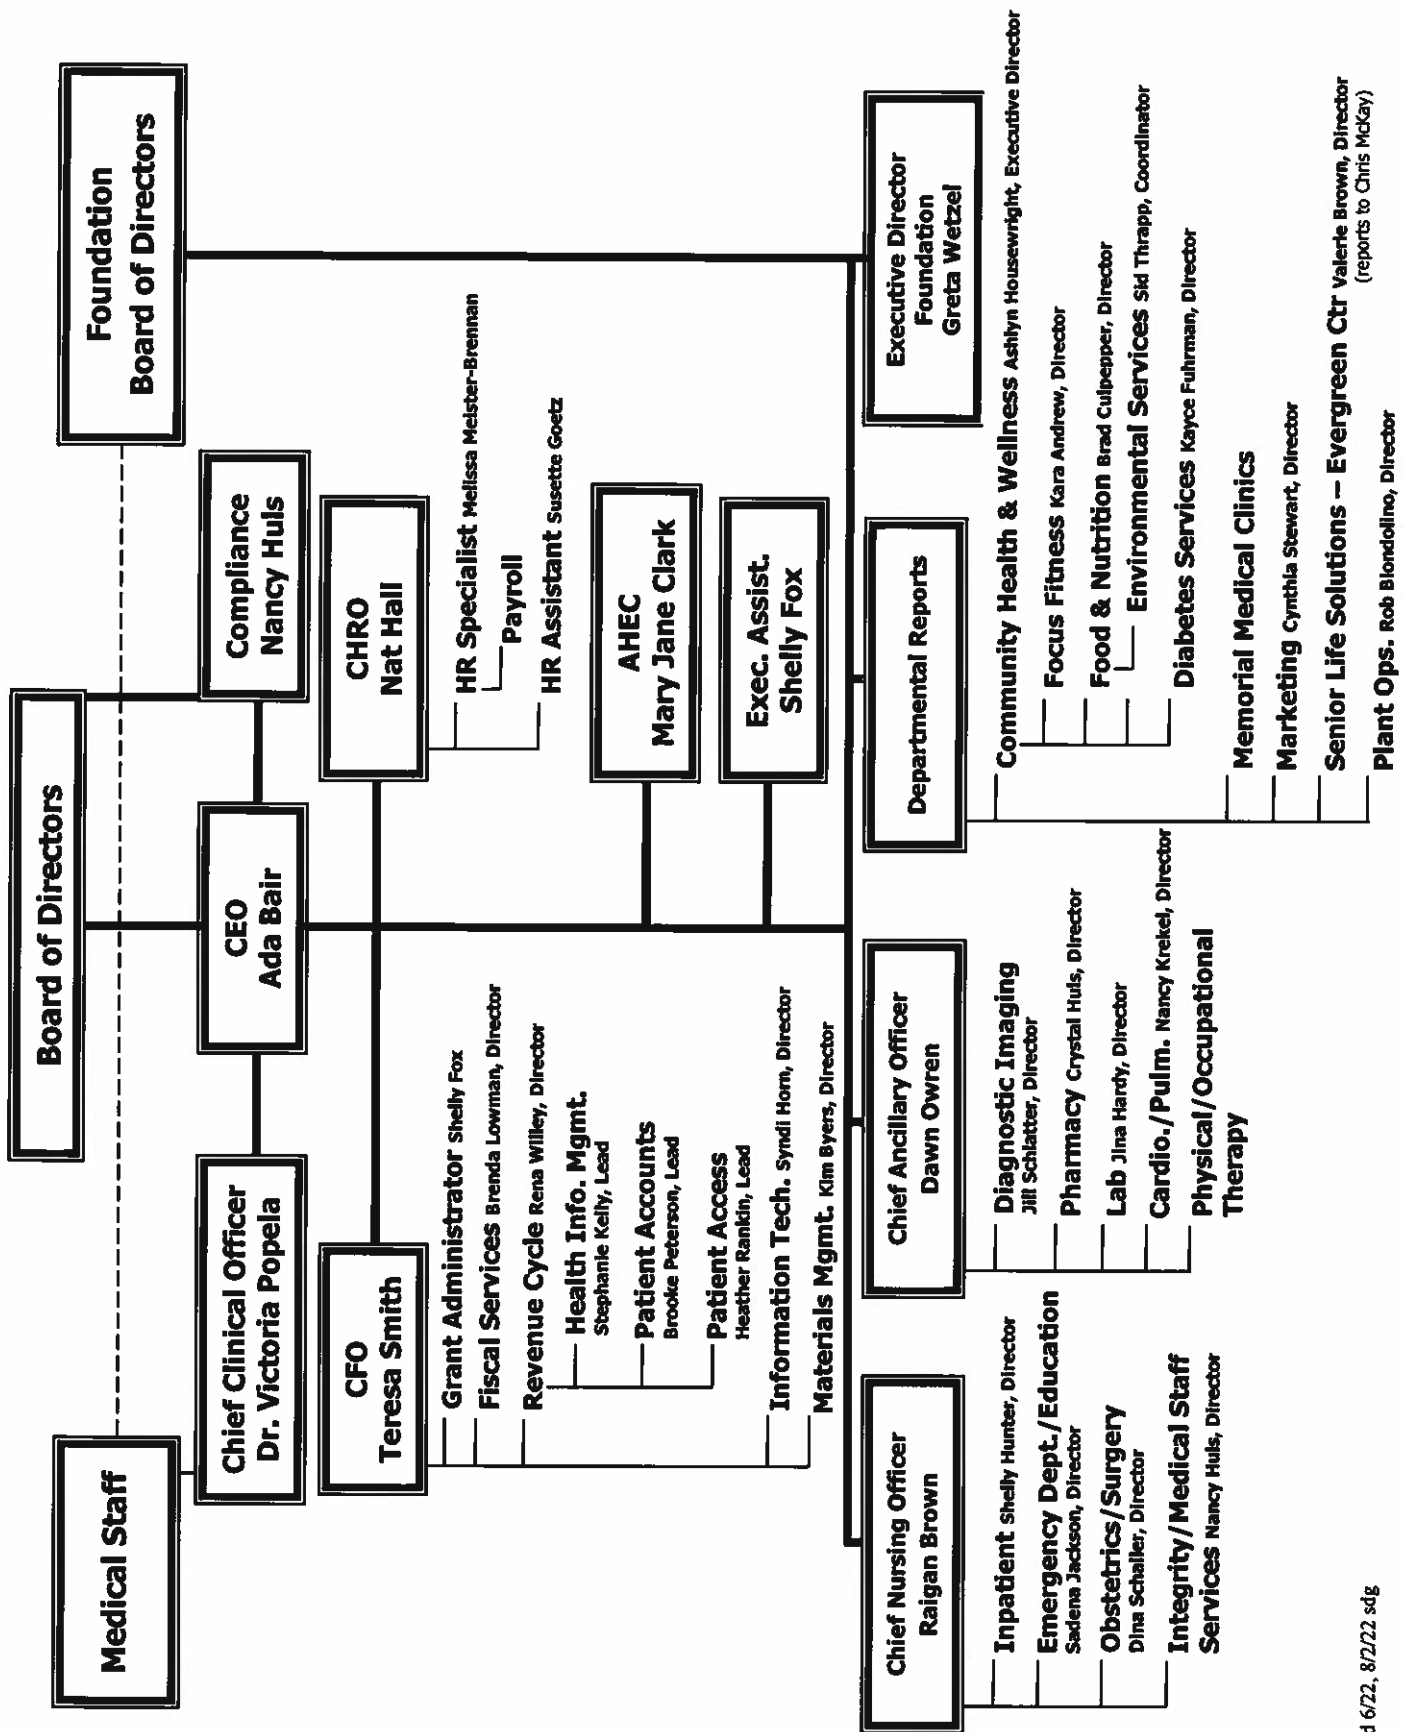 Board of Directors
Foundation
Board of Directors
Medical Staff
Chief Clinical Officer
Dr. Victoria Popela
CEO
Ada Bair
Compliance
Nancy Huls
CFO
Teresa Smith
Grant Administrator Shelly Fox
Fiscal Services Brenda Lowman, Director
Revenue Cycle Rena Willey, Director
Health Info. Mgmt.
Stephanie Kelly, Lead
Patient Accounts
Brooke Peterson, Lead
Patient Access
Heather Rankin, Lead
Information Tech. Syndi Horn, Director
Materials Mgmt. Kim Byers, Director
CHRO
Nat Hall
HR Specialist Melissa Meister-Brennan
Payroll
HR Assistant Susette Goetz
AHEC
Mary Jane Clark
Exec. Assist.
Shelly Fox
Chief Nursing Officer
Raigan Brown
Inpatient Shelly Hunter, Director
Emergency Dept./Education
Sadena Jackson, Director
Obstetrics/Surgery
Dina Schaller, Director
Integrity/Medical Staff
Services Nancy Huls, Director
Chief Ancillary Officer
Dawn Owren
Diagnostic Imaging
Jill Schlatter, Director
Pharmacy Crystal Huls, Director
Lab Jina Hardy, Director
Cardio./Pulm. Nancy Krekel, Director
Physical/Occupational
Therapy
Departmental Reports
Community Health & Wellness Ashlyn Housewright, Executive Director
Focus Fitness Kara Andrew, Director
Food & Nutrition Brad Culpepper, Director
Environmental Services Sid Thrapp, Coordinator
Diabetes Services Kayce Fuhrman, Director
Memorial Medical Clinics
Marketing Cynthia Stewart, Director
Senior Life Solutions – Evergreen Ctr Valerie Brown, Director
(reports to Chris McKay)
Plant Ops. Rob Biondolino, Director
Executive Director
Foundation
Greta Wetzel
6/22, 8/2/22 sdg